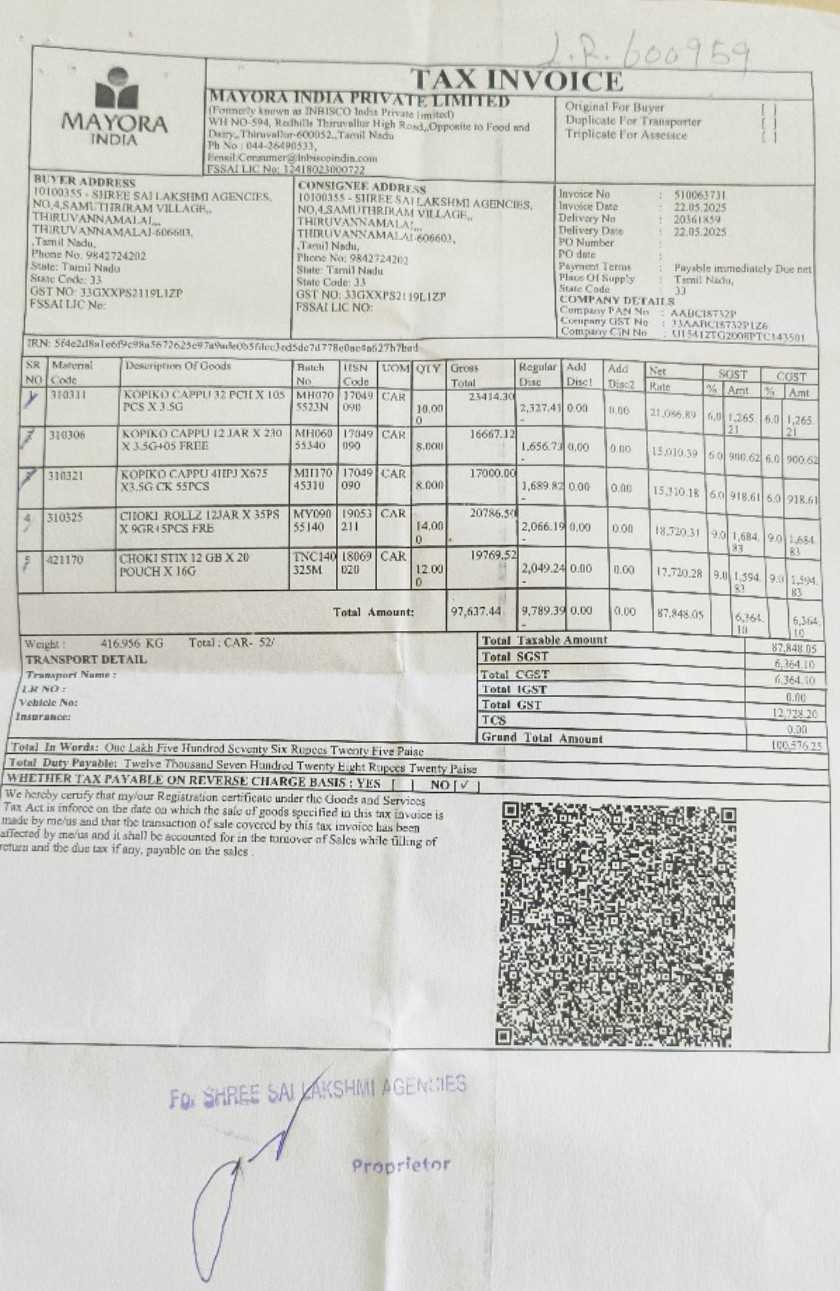 L.R. 600959
TAX INVOICE
MAYORA
INDIA
MAYORA INDIA PRIVATE LIMITED
(Formerly known as INBISCO India Private Limited)
WH NO-594, Redhills Thiruvallur High Road,,Opposite to Food and
Dairy,,Thiruvallur-600052,,Tamil Nadu
Ph No : 044-26490533,
Email:Consumer@Inbiscoindia.com
FSSAI LIC No: 12418023000722
Original For Buyer [ ]
Duplicate For Transporter [ ]
Triplicate For Assesice [ ]
BUYER ADDRESS
10100355 - SHREE SAI LAKSHMI AGENCIES,
NO,4,SAMUTHRIRAM VILLAGE,,
THIRUVANNAMALAI,,,
THIRUVANNAMALAI-606603,
,Tamil Nadu,
Phone No: 9842724202
State: Tamil Nadu
State Code: 33
GST NO: 33GXXPS2119L1ZP
FSSAI LIC No:
CONSIGNEE ADDRESS
10100355 - SHREE SAI LAKSHMI AGENCIES,
NO,4,SAMUTHRIRAM VILLAGE,,
THIRUVANNAMALAI,,,
THIRUVANNAMALAI-606603,
,Tamil Nadu,
Phone No: 9842724202
State: Tamil Nadu
State Code: 33
GST NO: 33GXXPS2119L1ZP
FSSAI LIC NO:
Invoice No : 510063731
Invoice Date : 22.05.2025
Delivery No : 20361859
Delivery Date : 22.05.2025
PO Number :
PO date :
Payment Terms : Payable immediately Due net
Place Of Supply : Tamil Nadu,
State Code 33
COMPANY DETAILS
Company PAN No : AABCI8732P
Company GST No : 33AABCI8732P1Z6
Company CIN No : U15412TG2008PTC143501
IRN:
SR NO Material Code Description Of Goods Batch No HSN Code UOM QTY Gross Total Regular Disc Add Disc1 Add Disc2 Net Rate SGST % Amt CGST % Amt
1 310311 KOPIKO CAPPU 32 PCH X 105 MH070 17049 CAR 10.00 23414.30 2,327.41 0.00 0.00 21,086.89 6.0 1,265. 6.0 1,265.
PCS X 3.5G 5523N 090 0 - 21 21
2 310306 KOPIKO CAPPU 12 JAR X 230 MH060 17049 CAR 8.000 16667.12 1,656.73 0.00 0.00 15,010.39 6.0 900.62 6.0 900.62
X 3.5G+05 FREE 55340 090 -
3 310321 KOPIKO CAPPU 4HPJ X675 MH170 17049 CAR 8.000 17000.00 1,689.82 0.00 0.00 15,310.18 6.0 918.61 6.0 918.61
X3.5G CK 55PCS 45310 090 -
4 310325 CHOKI ROLLZ 12JAR X 35PS MY090 19053 CAR 14.00 20786.50 2,066.19 0.00 0.00 18,720.31 9.0 1,684. 9.0 1,684.
X 9GR+5PCS FRE 55140 211 0 - 83 83
5 421170 CHOKI STIX 12 GB X 20 TNC140 18069 CAR 12.00 19769.52 2,049.24 0.00 0.00 17,720.28 9.0 1,594. 9.0 1,594.
POUCH X 16G 325M 020 0 - 83 83
Total Amount: 97,637.44 9,789.39 0.00 0.00 87,848.05 6,364. 6,364.
- 10 10
Weight : 416.956 KG Total : CAR- 52/
TRANSPORT DETAIL
Transport Name :
LR NO :
Vehicle No:
Insurance:
Total Taxable Amount 87,848.05
Total SGST 6,364.10
Total CGST 6,364.10
Total IGST 0.00
Total GST 12,728.20
TCS 0.00
Grand Total Amount 100,576.25
Total In Words: One Lakh Five Hundred Seventy Six Rupees Twenty Five Paise
Total Duty Payable: Twelve Thousand Seven Hundred Twenty Eight Rupees Twenty Paise
WHETHER TAX PAYABLE ON REVERSE CHARGE BASIS : YES [ ] NO [✓]
We hereby certify that my/our Registration certificate under the Goods and Services
Tax Act is inforce on the date on which the sale of goods specified in this tax invoice is
made by me/us and that the transaction of sale covered by this tax invoice has been
affected by me/us and it shall be accounted for in the turnover of Sales while filling of
return and the due tax if any, payable on the sales .
For SHREE SAI LAKSHMI AGENCIES
Proprietor